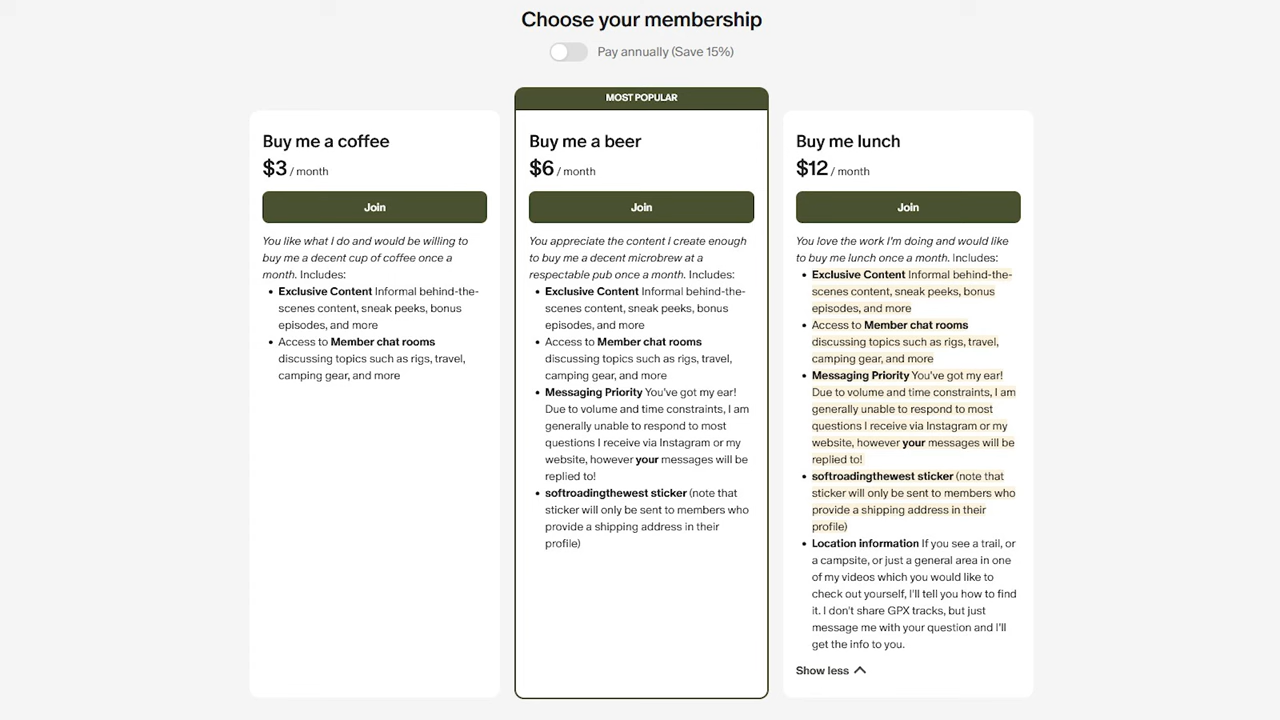 Choose your membership
Pay annually (Save 15%)
Buy me a coffee
$3 / month
Join
You like what I do and would be willing to
buy me a decent cup of coffee once a
month. Includes:
• Exclusive Content Informal behind-the-
scenes content, sneak peeks, bonus
episodes, and more
• Access to Member chat rooms
discussing topics such as rigs, travel,
camping gear, and more
MOST POPULAR
Buy me a beer
$6 / month
Join
You appreciate the content I create enough
to buy me a decent microbrew at a
respectable pub once a month. Includes:
• Exclusive Content Informal behind-the-
scenes content, sneak peeks, bonus
episodes, and more
• Access to Member chat rooms
discussing topics such as rigs, travel,
camping gear, and more
• Messaging Priority You've got my ear!
Due to volume and time constraints, I am
generally unable to respond to most
questions I receive via Instagram or my
website, however your messages will be
replied to!
• softroadingthewest sticker (note that
sticker will only be sent to members who
provide a shipping address in their
profile)
Buy me lunch
$12 / month
Join
You love the work I'm doing and would like
to buy me lunch once a month. Includes:
• Exclusive Content Informal behind-the-
scenes content, sneak peeks, bonus
episodes, and more
• Access to Member chat rooms
discussing topics such as rigs, travel,
camping gear, and more
• Messaging Priority You've got my ear!
Due to volume and time constraints, I am
generally unable to respond to most
questions I receive via Instagram or my
website, however your messages will be
replied to!
• softroadingthewest sticker (note that
sticker will only be sent to members who
provide a shipping address in their
profile)
• Location information If you see a trail, or
a campsite, or just a general area in one
of my videos which you would like to
check out yourself, I'll tell you how to find
it. I don't share GPX tracks, but just
message me with your question and I'll
get the info to you.
Show less